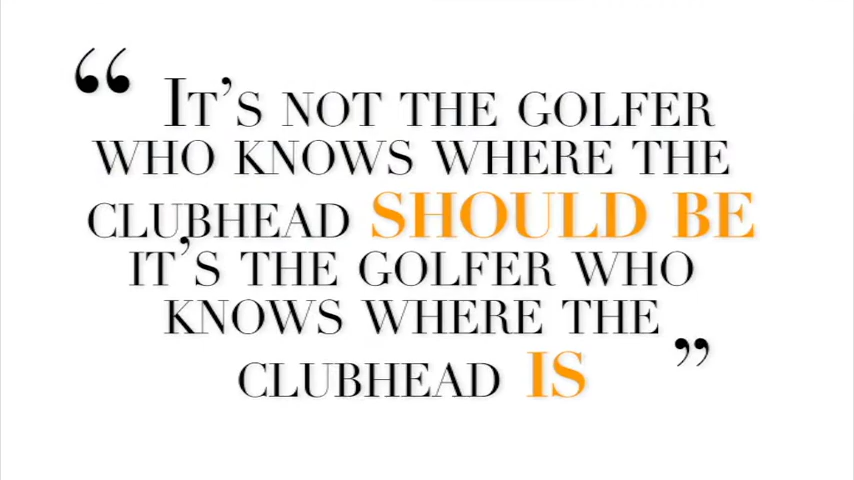 “ It’s not the golfer
who knows where the
clubhead SHOULD BE
it’s the golfer who
knows where the
clubhead IS ”